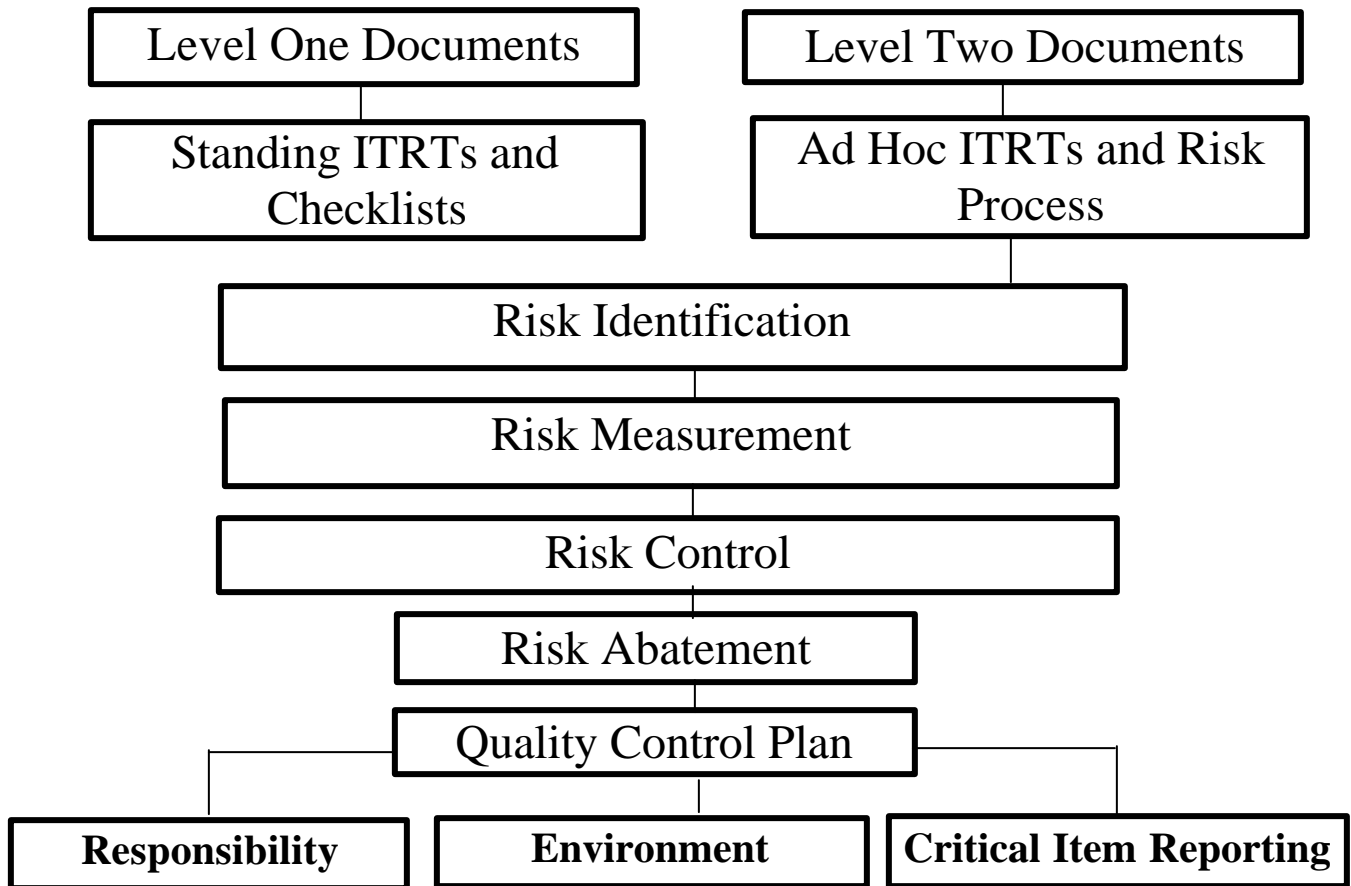 Level One Documents
Level Two Documents
Standing ITRTs and
Checklists
Ad Hoc ITRTs and Risk
Process
Risk Identification
Risk Measurement
Risk Control
Risk Abatement
Quality Control Plan
Responsibility
Environment
Critical Item Reporting